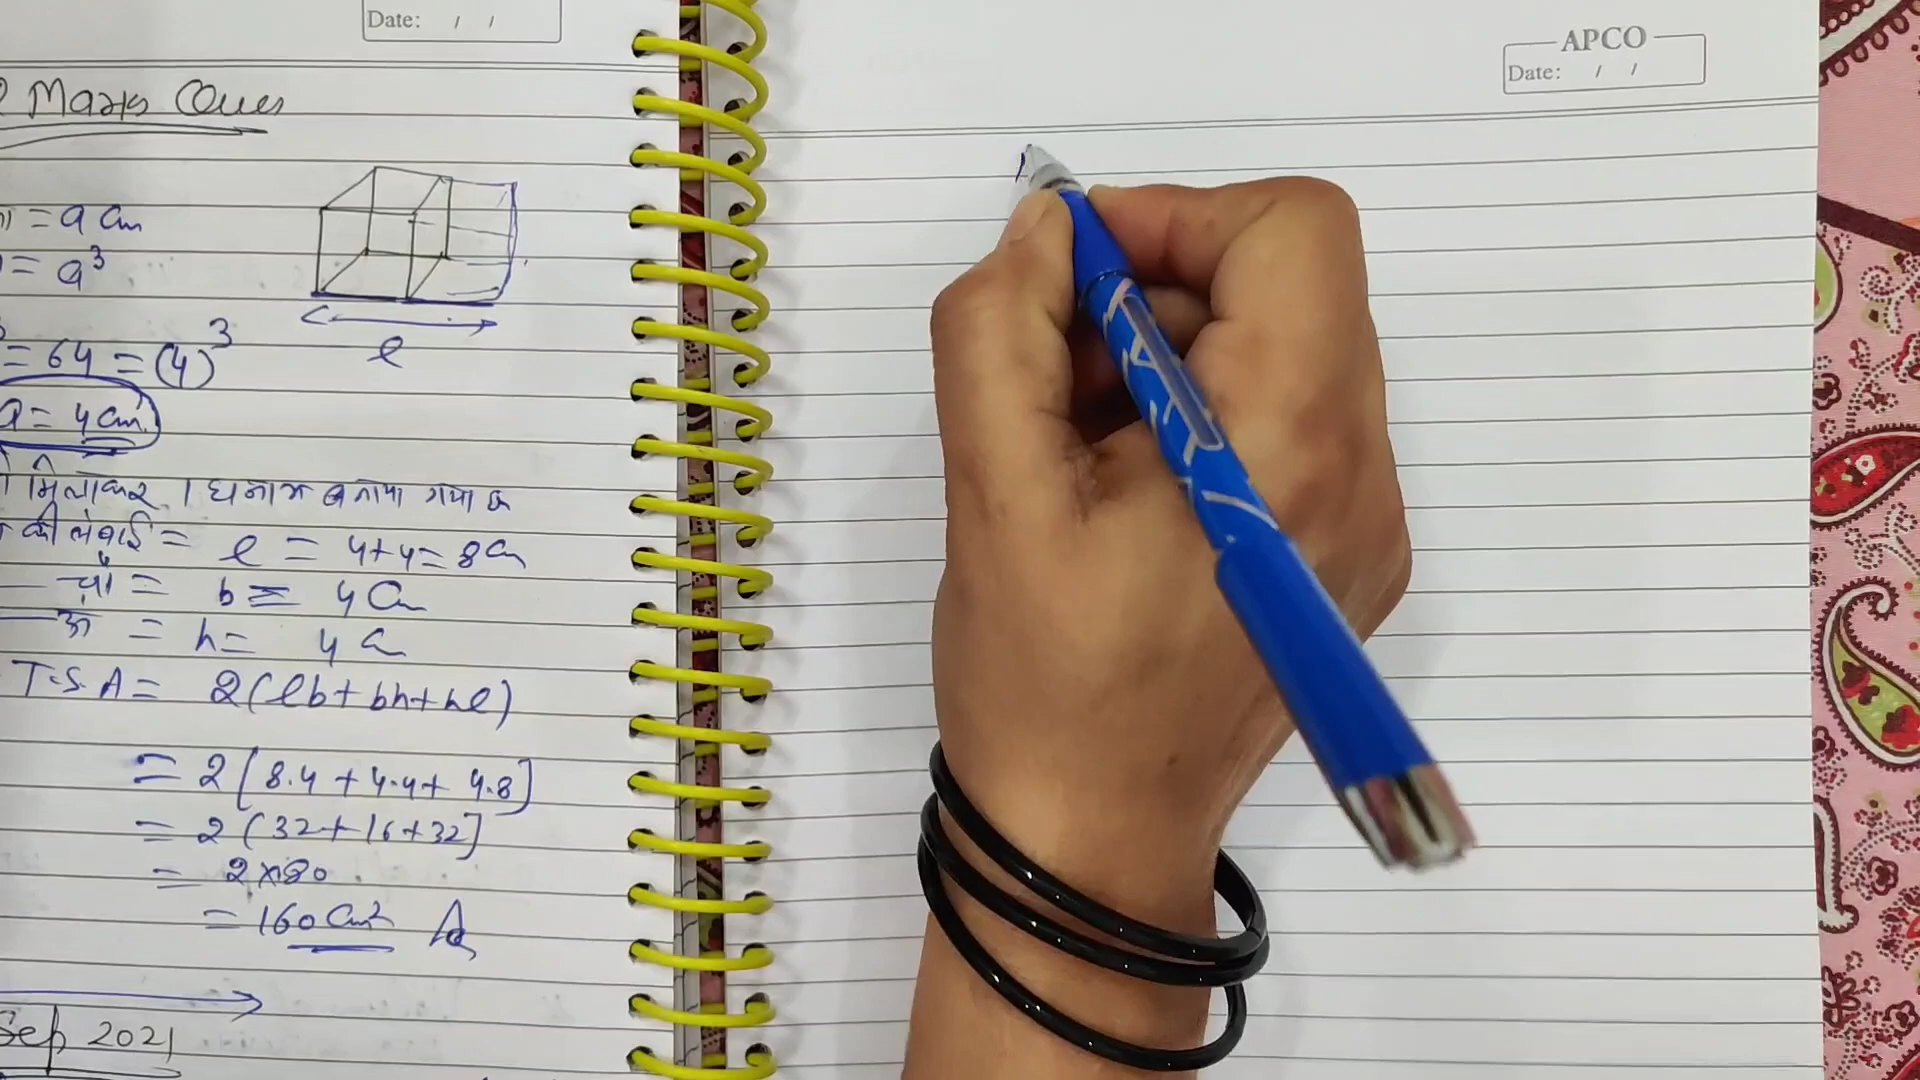 Date: / /
2 Marks Ques
= a cm
= a³
= 64 = (4)³
l
a = 4 cm
मिलाकर 1 घनाभ बनाया गया
की लंबाई = l = 4+4 = 8 cm
चौ = b = 4 cm
ऊँ = h = 4 cm
T.S.A = 2(lb+bh+hl)
= 2[8.4 + 4.4 + 4.8]
= 2(32+16+32]
= 2×80
= 160 cm² A
Sep 2021
APCO
Date: / /